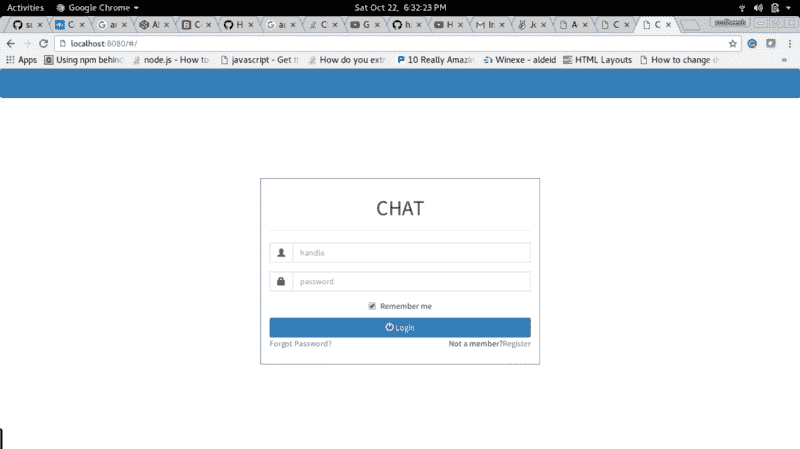 Activities Google Chrome Sat Oct 22, 6:32:23 PM
localhost:8080/#/
Apps Using npm behind node.js - How to javascript - Get t How do you extr 10 Really Amazin Winexe - aldeid HTML Layouts How to change d
CHAT
handle
password
Remember me
Login
Forgot Password? Not a member?Register